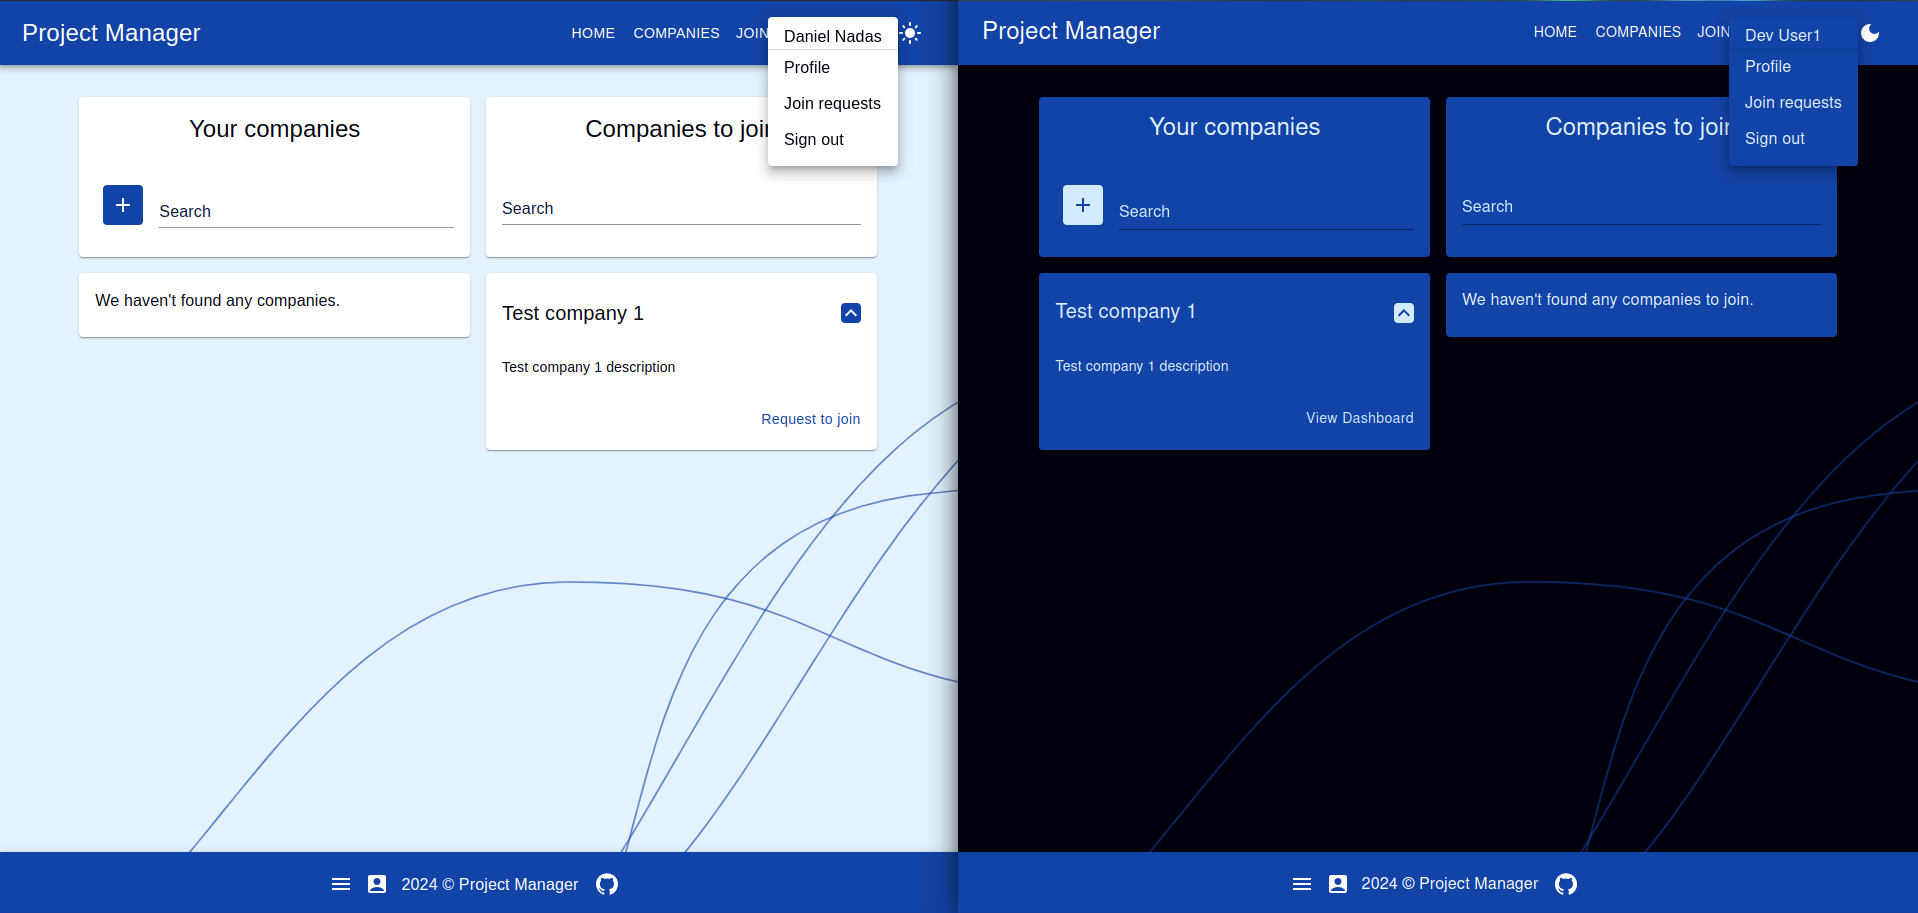 Project Manager
HOME COMPANIES JOIN
Daniel Nadas
Profile
Join requests
Sign out
Your companies
Search
Companies to join
Search
We haven't found any companies.
Test company 1
Test company 1 description
Request to join
2024 © Project Manager
Project Manager
HOME COMPANIES JOIN
Dev User1
Profile
Join requests
Sign out
Your companies
Search
Companies to join
Search
Test company 1
Test company 1 description
View Dashboard
We haven't found any companies to join.
2024 © Project Manager